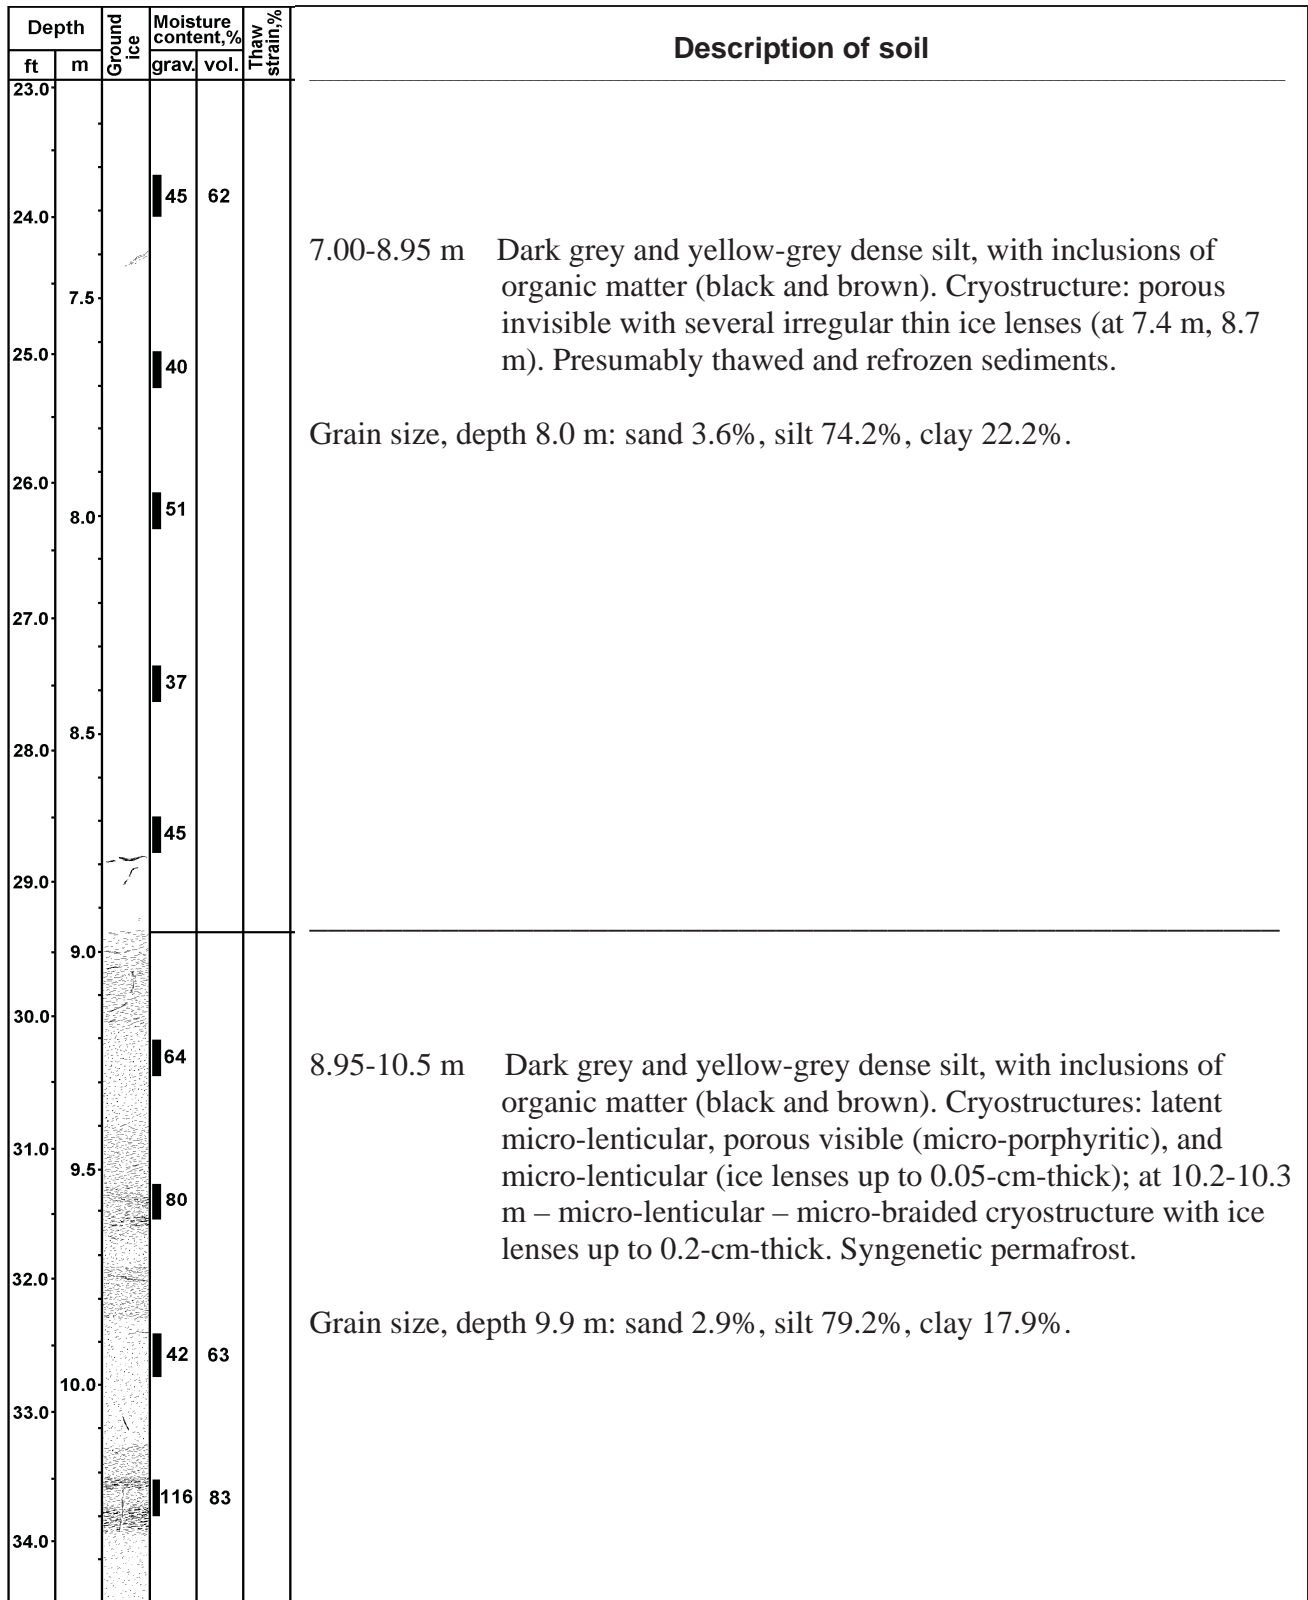 Depth
Ground ice
Moisture content,%
Thaw strain,%
Description of soil
ft m grav. vol.
23.0
45 62
24.0
7.00-8.95 m Dark grey and yellow-grey dense silt, with inclusions of
organic matter (black and brown). Cryostructure: porous
7.5
invisible with several irregular thin ice lenses (at 7.4 m, 8.7
25.0
m). Presumably thawed and refrozen sediments.
40
Grain size, depth 8.0 m: sand 3.6%, silt 74.2%, clay 22.2%.
26.0
51
8.0
27.0
37
8.5
28.0
45
29.0
9.0
30.0
64
8.95-10.5 m Dark grey and yellow-grey dense silt, with inclusions of
organic matter (black and brown). Cryostructures: latent
31.0
micro-lenticular, porous visible (micro-porphyritic), and
9.5
micro-lenticular (ice lenses up to 0.05-cm-thick); at 10.2-10.3
80
m – micro-lenticular – micro-braided cryostructure with ice
lenses up to 0.2-cm-thick. Syngenetic permafrost.
32.0
Grain size, depth 9.9 m: sand 2.9%, silt 79.2%, clay 17.9%.
42 63
10.0
33.0
116 83
34.0